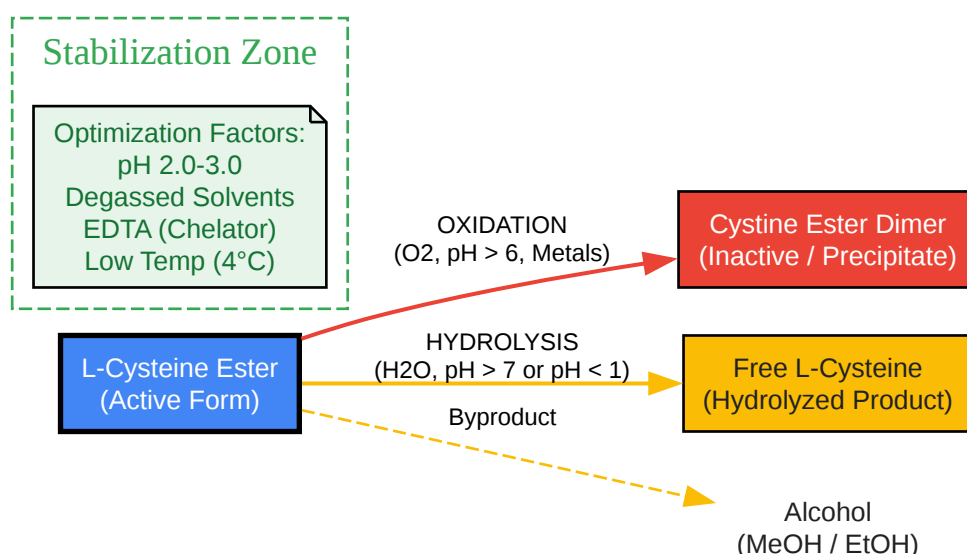 Stabilization Zone
Optimization Factors:
pH 2.0-3.0
Degassed Solvents
EDTA (Chelator)
Low Temp (4°C)
OXIDATION
(O2, pH > 6, Metals)
Cystine Ester Dimer
(Inactive / Precipitate)
L-Cysteine Ester
(Active Form)
HYDROLYSIS
(H2O, pH > 7 or pH < 1)
Free L-Cysteine
(Hydrolyzed Product)
Byproduct
Alcohol
(MeOH / EtOH)